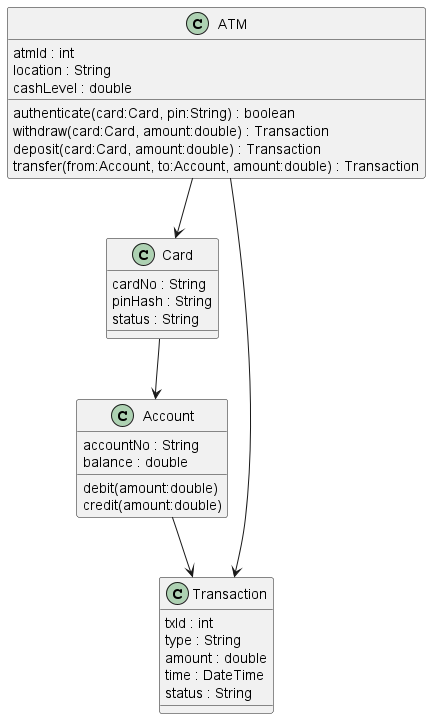 C ATM
atmId : int
location : String
cashLevel : double
authenticate(card:Card, pin:String) : boolean
withdraw(card:Card, amount:double) : Transaction
deposit(card:Card, amount:double) : Transaction
transfer(from:Account, to:Account, amount:double) : Transaction
C Card
cardNo : String
pinHash : String
status : String
C Account
accountNo : String
balance : double
debit(amount:double)
credit(amount:double)
C Transaction
txId : int
type : String
amount : double
time : DateTime
status : String